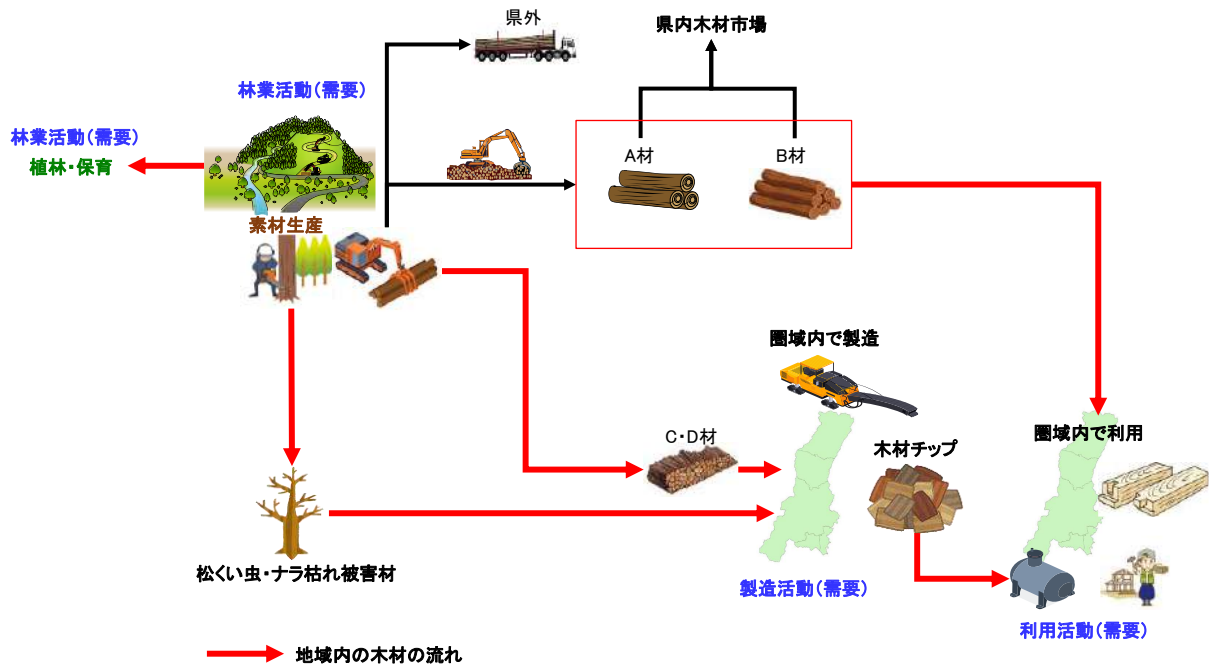 県外
県内木材市場
林業活動(需要)
林業活動(需要)
植林・保育
A材
B材
素材生産
圏域内で製造
C・D材
木材チップ
圏域内で利用
松くい虫・ナラ枯れ被害材
製造活動(需要)
利用活動(需要)
地域内の木材の流れ